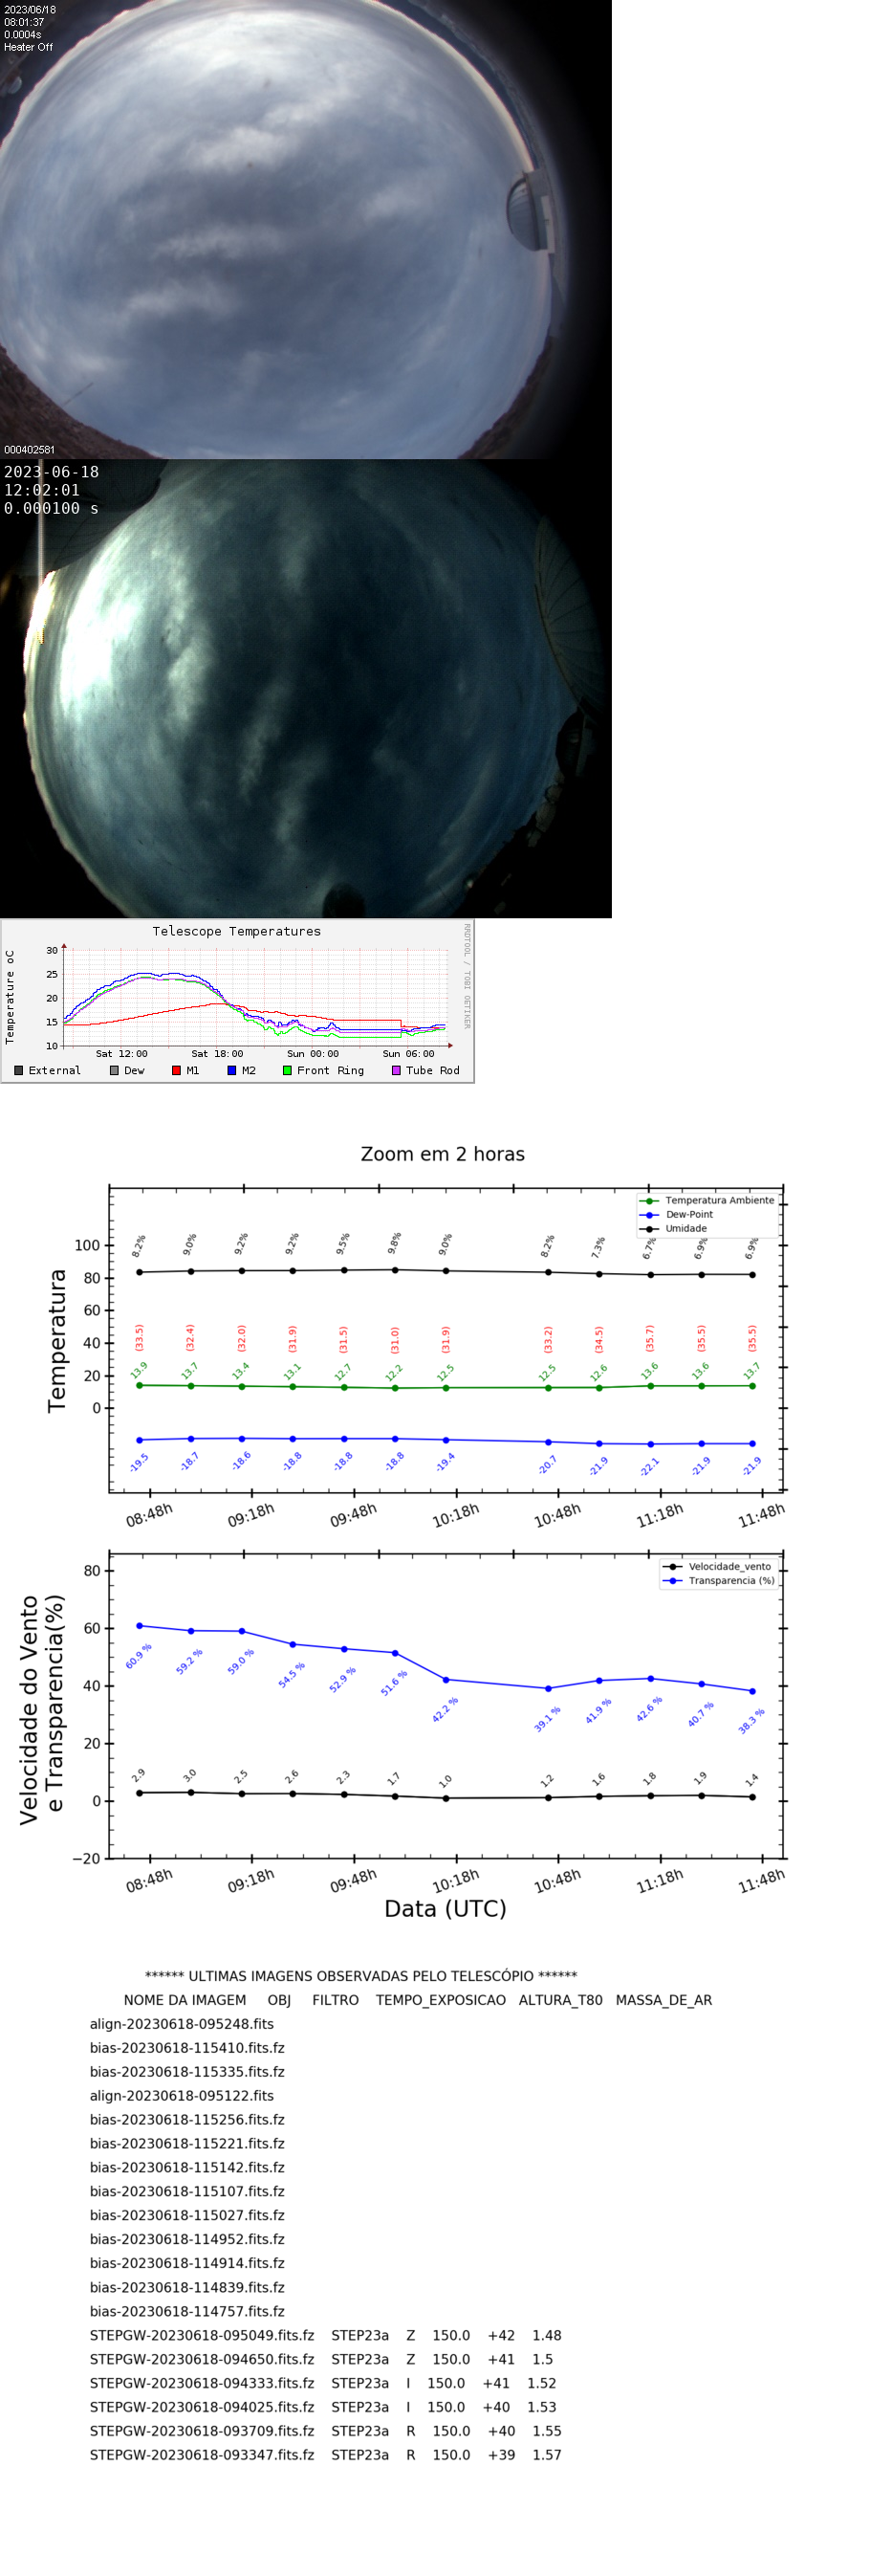 2023/06/18
08:01:37
0.0004s
Heater Off
000402581
2023-06-18
12:02:01
0.000100 s
Telescope Temperatures
RRDTOOL / TOBI OETIKER
Temperature oC
30
25
20
15
10
Sat 12:00 Sat 18:00 Sun 00:00 Sun 06:00
External Dew M1 M2 Front Ring Tube Rod
Zoom em 2 horas
Temperatura Ambiente
Dew-Point
Umidade
Temperatura
100
80
60
40
20
0
8.2% 9.0% 9.2% 9.2% 9.5% 9.8% 9.0% 8.2% 7.3% 6.7% 6.9% 6.9%
(33.5) (32.4) (32.0) (31.9) (31.5) (31.0) (31.9) (33.2) (34.5) (35.7) (35.5) (35.5)
13.9 13.7 13.4 13.1 12.7 12.2 12.5 12.5 12.6 13.6 13.6 13.7
-19.5 -18.7 -18.6 -18.8 -18.8 -18.8 -19.4 -20.7 -21.9 -22.1 -21.9 -21.9
08:48h 09:18h 09:48h 10:18h 10:48h 11:18h 11:48h
Velocidade_vento
Transparencia (%)
Velocidade do Vento
e Transparencia(%)
80
60
40
20
0
−20
60.9 % 59.2 % 59.0 % 54.5 % 52.9 % 51.6 % 42.2 % 39.1 % 41.9 % 42.6 % 40.7 % 38.3 %
2.9 3.0 2.5 2.6 2.3 1.7 1.0 1.2 1.6 1.8 1.9 1.4
08:48h 09:18h 09:48h 10:18h 10:48h 11:18h 11:48h
Data (UTC)
****** ULTIMAS IMAGENS OBSERVADAS PELO TELESCÓPIO ******
NOME DA IMAGEM OBJ FILTRO TEMPO_EXPOSICAO ALTURA_T80 MASSA_DE_AR
align-20230618-095248.fits
bias-20230618-115410.fits.fz
bias-20230618-115335.fits.fz
align-20230618-095122.fits
bias-20230618-115256.fits.fz
bias-20230618-115221.fits.fz
bias-20230618-115142.fits.fz
bias-20230618-115107.fits.fz
bias-20230618-115027.fits.fz
bias-20230618-114952.fits.fz
bias-20230618-114914.fits.fz
bias-20230618-114839.fits.fz
bias-20230618-114757.fits.fz
STEPGW-20230618-095049.fits.fz STEP23a Z 150.0 +42 1.48
STEPGW-20230618-094650.fits.fz STEP23a Z 150.0 +41 1.5
STEPGW-20230618-094333.fits.fz STEP23a I 150.0 +41 1.52
STEPGW-20230618-094025.fits.fz STEP23a I 150.0 +40 1.53
STEPGW-20230618-093709.fits.fz STEP23a R 150.0 +40 1.55
STEPGW-20230618-093347.fits.fz STEP23a R 150.0 +39 1.57